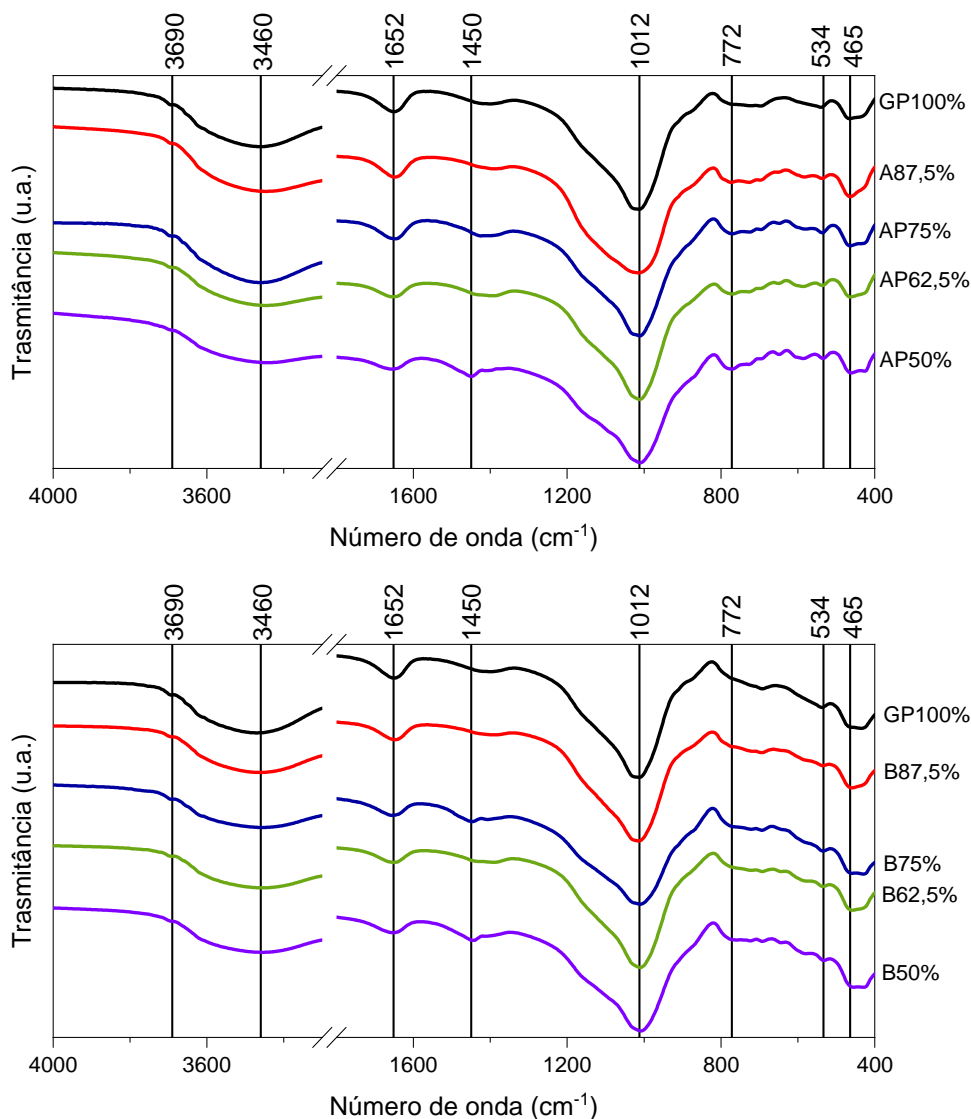 3690 3460 1652 1450 1012 772 534 465
GP100%
A87,5%
AP75%
AP62,5%
AP50%
Trasmitância (u.a.)
4000 3600 1600 1200 800 400
Número de onda (cm-1)
3690 3460 1652 1450 1012 772 534 465
GP100%
B87,5%
B75%
B62,5%
B50%
Trasmitância (u.a.)
4000 3600 1600 1200 800 400
Número de onda (cm-1)